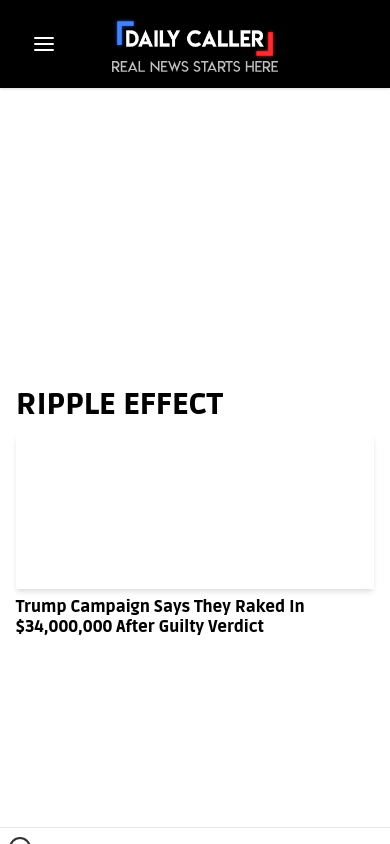 DAILY CALLER
REAL NEWS STARTS HERE
RIPPLE EFFECT
Trump Campaign Says They Raked In
$34,000,000 After Guilty Verdict